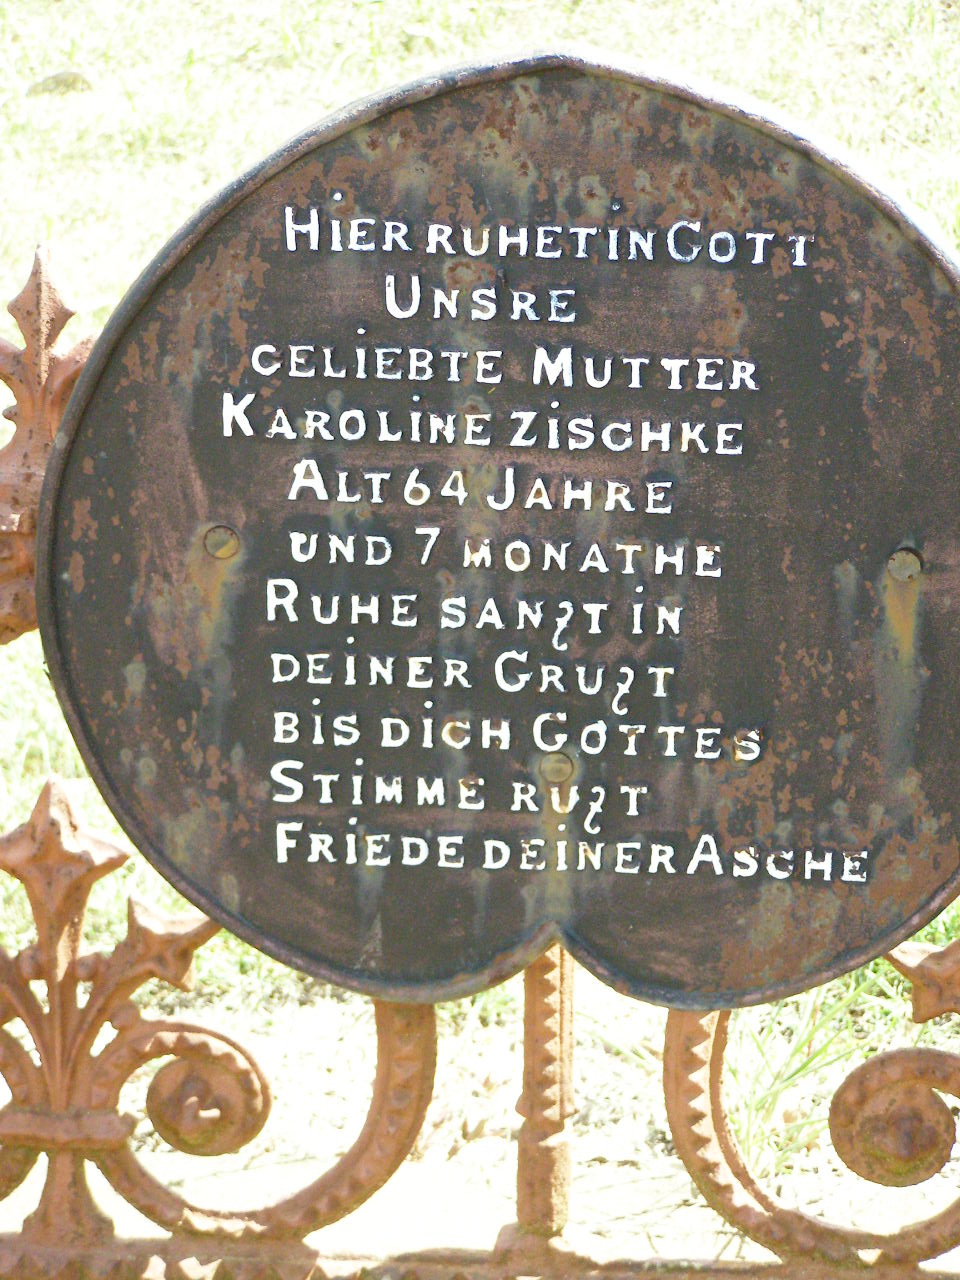 HIER RUHET IN GOTT
UNSRE
GELIEBTE MUTTER
KAROLINE ZISCHKE
ALT 64 JAHRE
UND 7 MONATHE
RUHE SANFT IN
DEINER GRUFT
BIS DICH GOTTES
STIMME RUFT
FRIEDE DEINER ASCHE